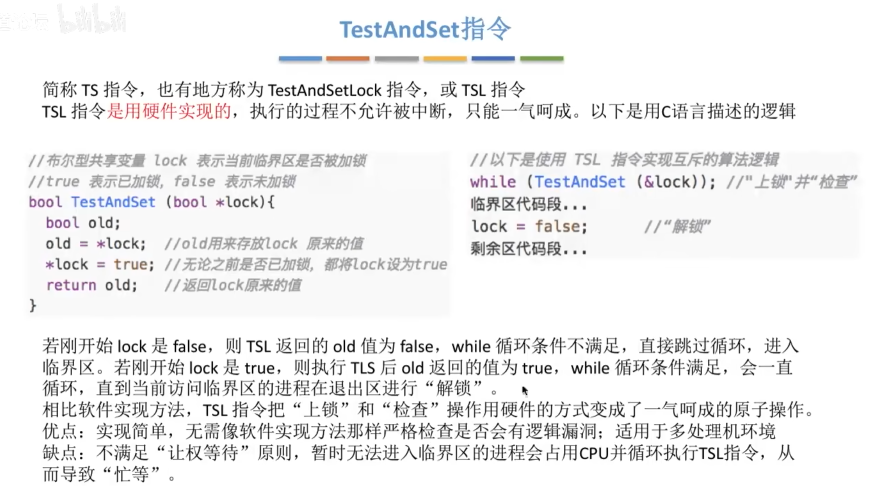 bilibili
TestAndSet指令
简称 TS 指令，也有地方称为 TestAndSetLock 指令，或 TSL 指令
TSL 指令是用硬件实现的，执行的过程不允许被中断，只能一气呵成。以下是用C语言描述的逻辑
//布尔型共享变量 lock 表示当前临界区是否被加锁
//true 表示已加锁，false 表示未加锁
bool TestAndSet (bool *lock){
bool old;
old = *lock; //old用来存放lock 原来的值
*lock = true; //无论之前是否已加锁，都将lock设为true
return old; //返回lock原来的值
}
//以下是使用 TSL 指令实现互斥的算法逻辑
while (TestAndSet (&lock)); //"上锁"并“检查”
临界区代码段...
lock = false; //“解锁”
剩余区代码段...
若刚开始 lock 是 false，则 TSL 返回的 old 值为 false，while 循环条件不满足，直接跳过循环，进入
临界区。若刚开始 lock 是 true，则执行 TLS 后 old 返回的值为 true，while 循环条件满足，会一直
循环，直到当前访问临界区的进程在退出区进行“解锁”。
相比软件实现方法，TSL 指令把“上锁”和“检查”操作用硬件的方式变成了一气呵成的原子操作。
优点：实现简单，无需像软件实现方法那样严格检查是否会有逻辑漏洞；适用于多处理机环境
缺点：不满足“让权等待”原则，暂时无法进入临界区的进程会占用CPU并循环执行TSL指令，从
而导致“忙等”。